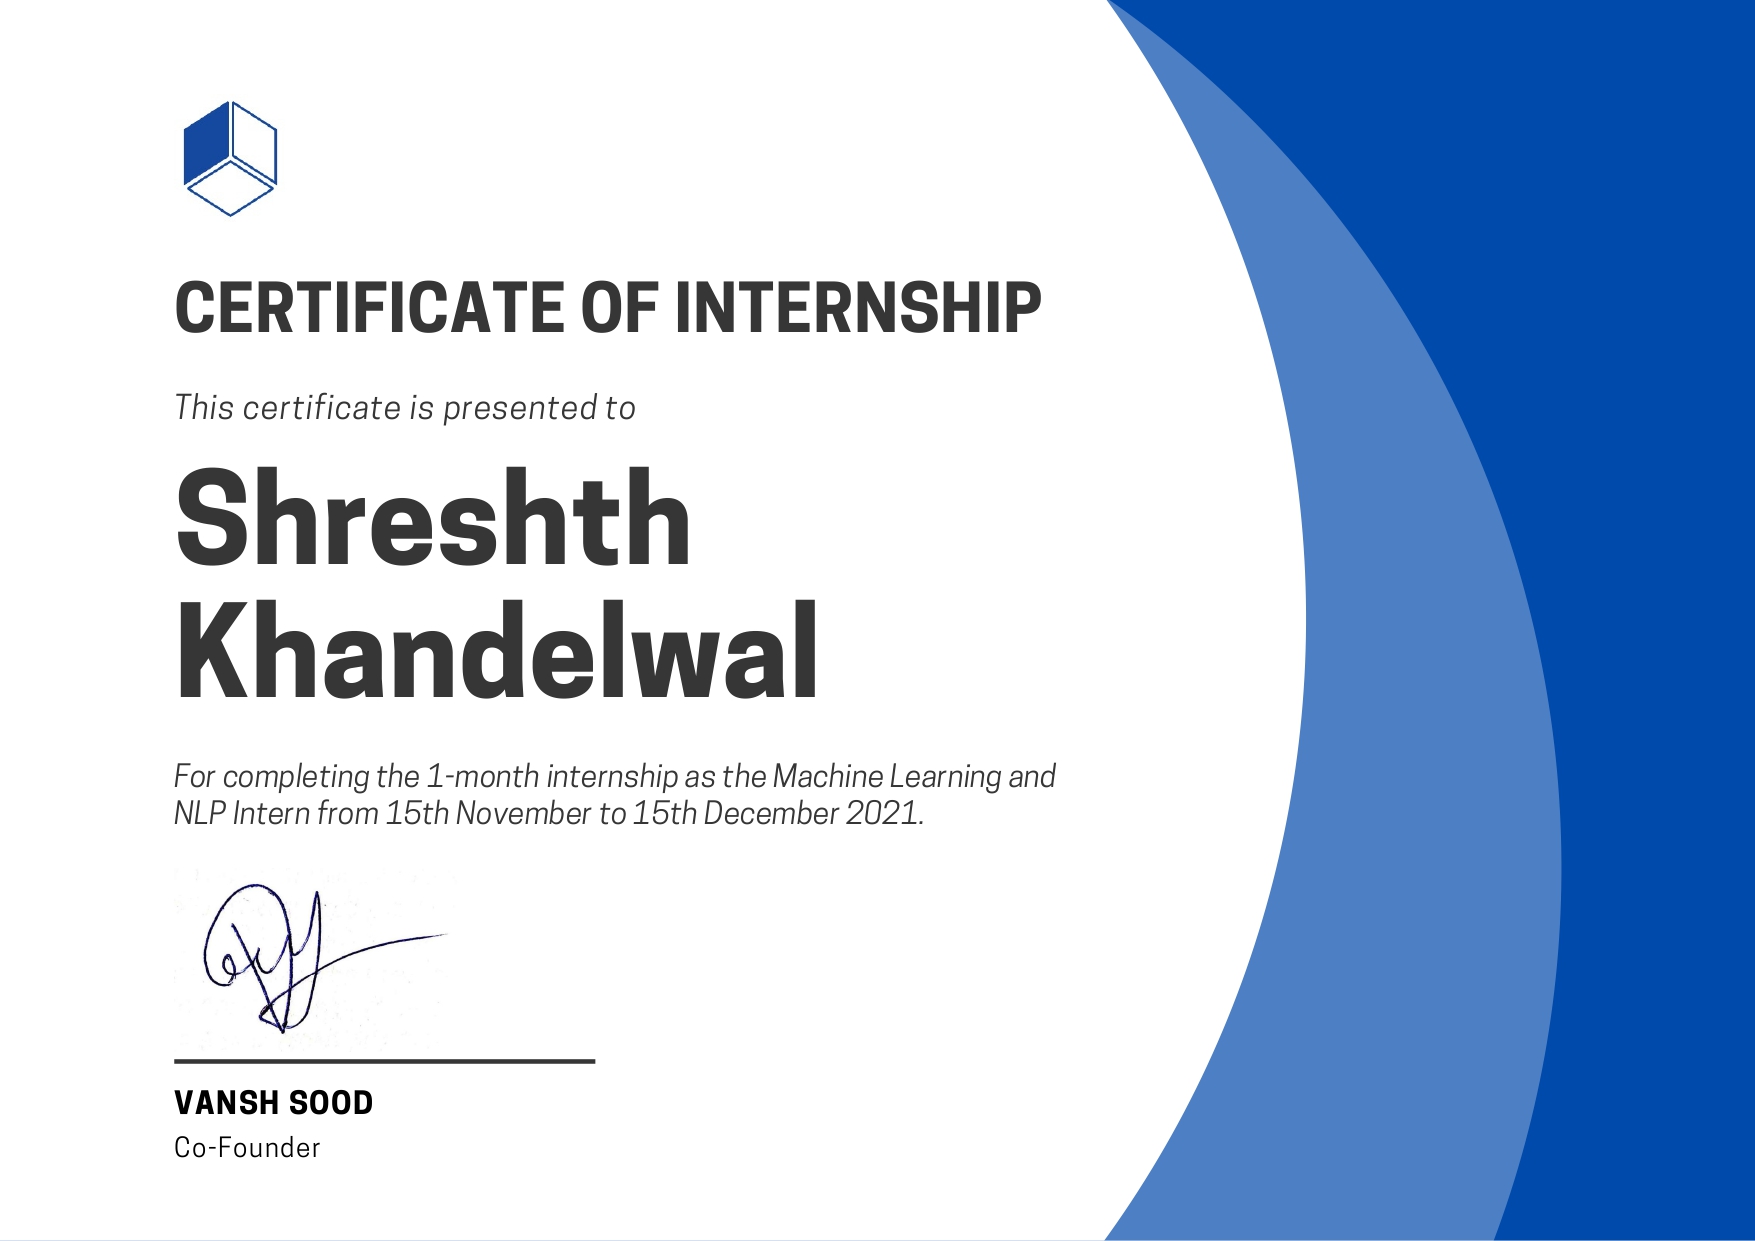 CERTIFICATE OF INTERNSHIP
This certificate is presented to
Shreshth
Khandelwal
For completing the 1-month internship as the Machine Learning and
NLP Intern from 15th November to 15th December 2021.
VANSH SOOD
Co-Founder